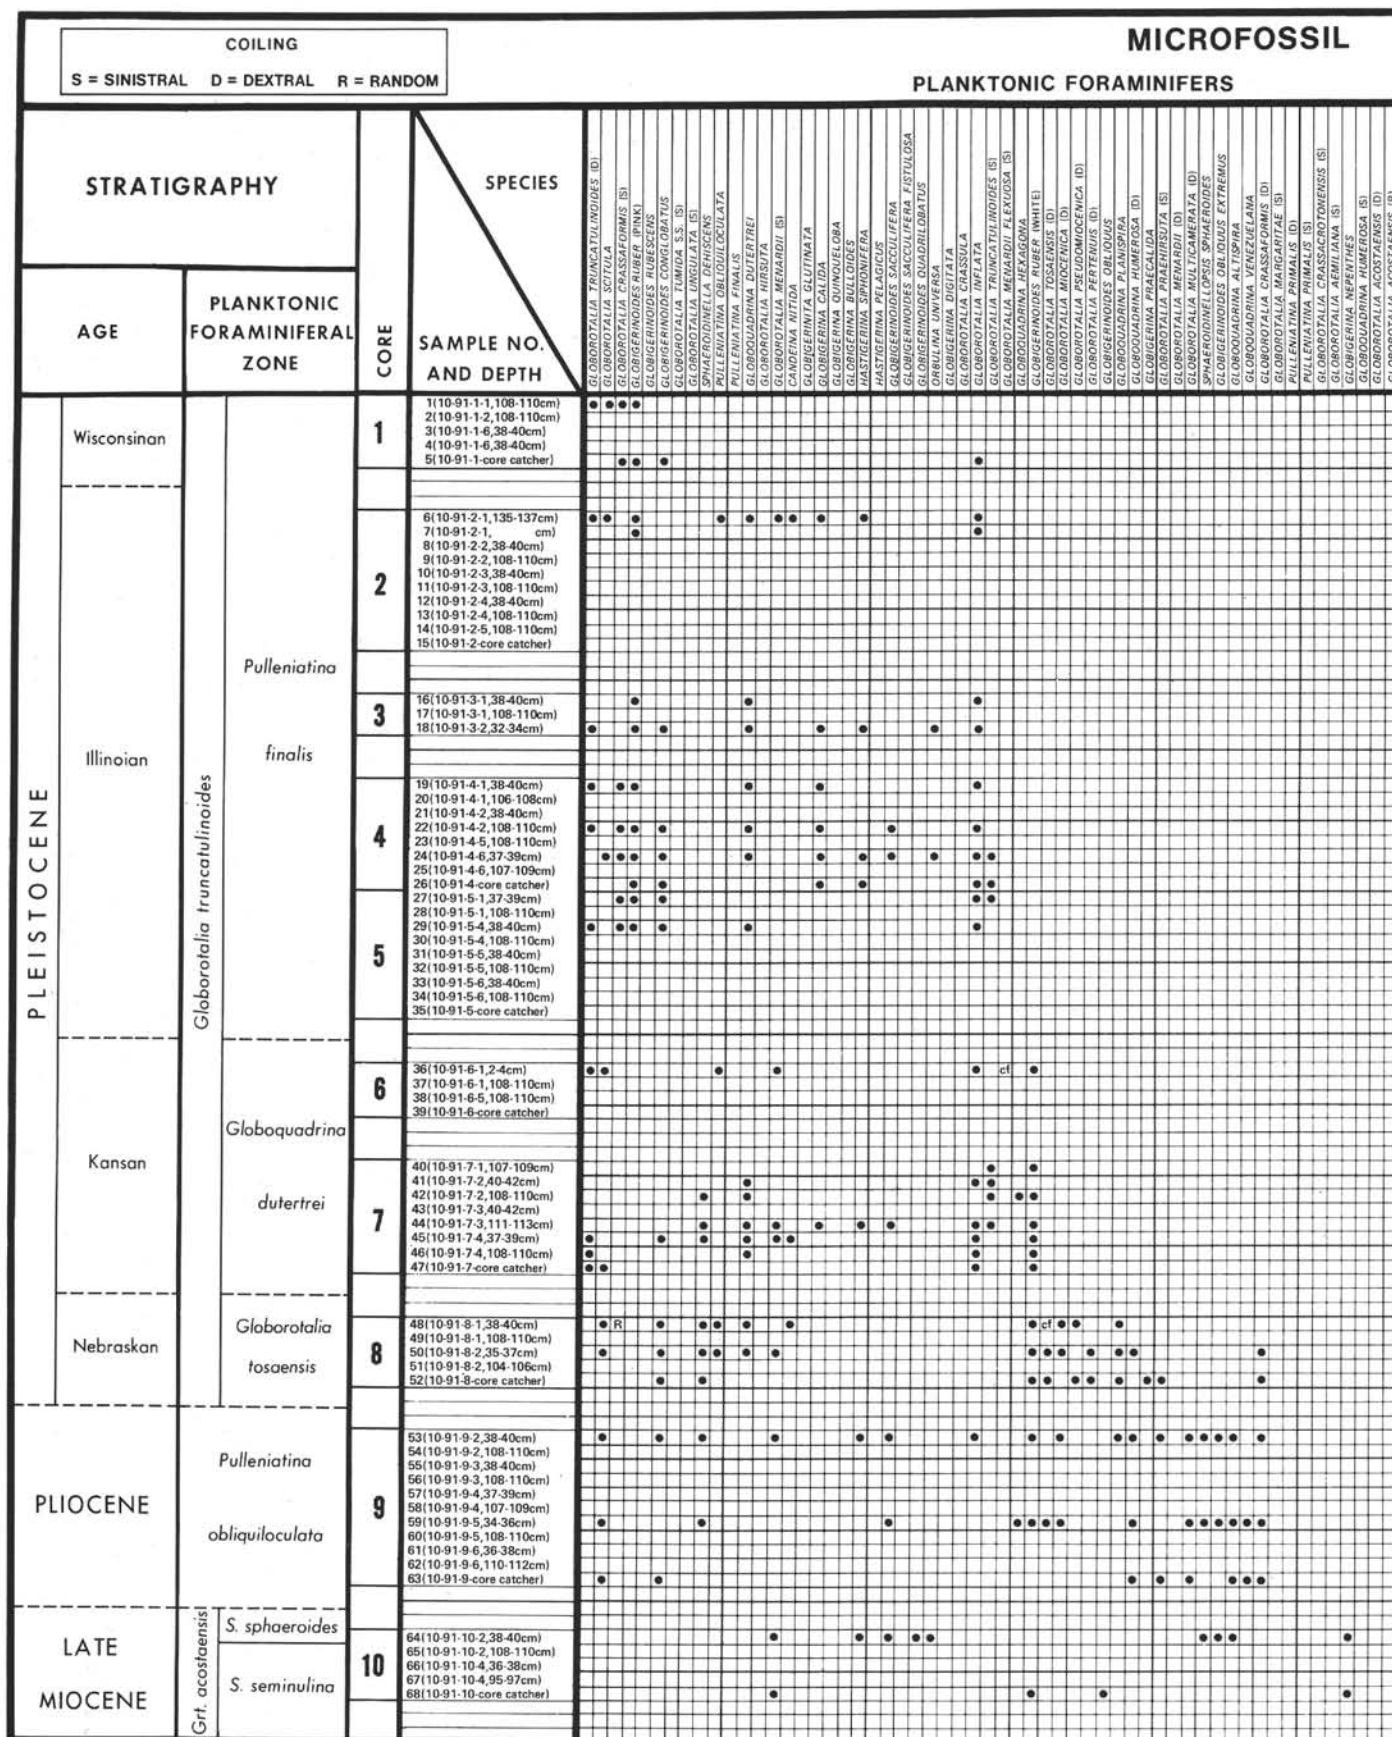 COILING
S = SINISTRAL D = DEXTRAL R = RANDOM
MICROFOSSIL
PLANKTONIC FORAMINIFERS
STRATIGRAPHY
AGE
PLANKTONIC
FORAMINIFERAL
ZONE
CORE
SPECIES
SAMPLE NO.
AND DEPTH
GLOBOROTALIA TRUNCATULINOIDES (D)
GLOBOROTALIA SCITULA
GLOBOROTALIA CRASSAFORMIS (S)
GLOBIGERINOIDES RUBER (PINK)
GLOBIGERINOIDES RUBESCENS
GLOBIGERINOIDES CONGLOBATUS
GLOBOROTALIA TUMIDA S.S. (S)
GLOBOROTALIA UNGULATA (S)
SPHAEROIDINELLA DEHISCENS
PULLENIATINA OBLIQUILOCULATA
PULLENIATINA FINALIS
GLOBOQUADRINA DUTERTREI
GLOBOROTALIA HIRSUTA
GLOBOROTALIA MENARDII (S)
CANDEINA NITIDA
GLOBIGERINITA GLUTINATA
GLOBIGERINA CALIDA
GLOBIGERINA QUINQUELOBA
GLOBIGERINA BULLOIDES
HASTIGERINA SIPHONIFERA
HASTIGERINA PELAGICUS
GLOBIGERINOIDES SACCULIFERA
GLOBIGERINOIDES SACCULIFERA FISTULOSA
GLOBIGERINOIDES QUADRILOBATUS
ORBULINA UNIVERSA
GLOBIGERINA DIGITATA
GLOBOROTALIA CRASSULA
GLOBOROTALIA INFLATA
GLOBOROTALIA TRUNCATULINOIDES (S)
GLOBOROTALIA MENARDII FLEXUOSA (S)
GLOBOQUADRINA HEXAGONA
GLOBIGERINOIDES RUBER (WHITE)
GLOBOROTALIA TOSAENSIS (D)
GLOBOROTALIA MIOCENICA (D)
GLOBOROTALIA PSEUDOMIOCENICA (D)
GLOBOROTALIA PERTENUIS (D)
GLOBIGERINOIDES OBLIQUUS
GLOBOQUADRINA PLANISPIRA
GLOBOQUADRINA HUMEROSA (D)
GLOBIGERINA PRAECALIDA
GLOBOROTALIA PRAEHIRSUTA (S)
GLOBOROTALIA MENARDII (D)
GLOBOROTALIA MULTICAMERATA (D)
SPHAEROIDINELLOPSIS SPHAEROIDES
GLOBIGERINOIDES OBLIQUUS EXTREMUS
GLOBOQUADRINA ALTISPIRA
GLOBOQUADRINA VENEZUELANA
GLOBOROTALIA CRASSAFORMIS (D)
GLOBOROTALIA MARGARITAE (S)
PULLENIATINA PRIMALIS (D)
PULLENIATINA PRIMALIS (S)
GLOBOROTALIA CRASSACROTONENSIS (S)
GLOBOROTALIA AEMILIANA (S)
GLOBIGERINA NEPENTHES
GLOBOQUADRINA HUMEROSA (S)
GLOBOROTALIA ACOSTAENSIS (D)
PLEISTOCENE
Wisconsinan
Illinoian
Kansan
Nebraskan
PLIOCENE
LATE
MIOCENE
Globorotalia truncatulinoides
Grt. acostaensis
Pulleniatina
finalis
Globoquadrina
dutertrei
Globorotalia
tosaensis
Pulleniatina
obliquiloculata
S. sphaeroides
S. seminulina
1
1(10-91-1-1,108-110cm)
2(10-91-1-2,108-110cm)
3(10-91-1-6,38-40cm)
4(10-91-1-6,38-40cm)
5(10-91-1-core catcher)
2
6(10-91-2-1,135-137cm)
7(10-91-2-1, cm)
8(10-91-2-2,38-40cm)
9(10-91-2-2,108-110cm)
10(10-91-2-3,38-40cm)
11(10-91-2-3,108-110cm)
12(10-91-2-4,38-40cm)
13(10-91-2-4,108-110cm)
14(10-91-2-5,108-110cm)
15(10-91-2-core catcher)
3
16(10-91-3-1,38-40cm)
17(10-91-3-1,108-110cm)
18(10-91-3-2,32-34cm)
4
19(10-91-4-1,38-40cm)
20(10-91-4-1,106-108cm)
21(10-91-4-2,38-40cm)
22(10-91-4-2,108-110cm)
23(10-91-4-5,108-110cm)
24(10-91-4-6,37-39cm)
25(10-91-4-6,107-109cm)
26(10-91-4-core catcher)
5
27(10-91-5-1,37-39cm)
28(10-91-5-1,108-110cm)
29(10-91-5-4,38-40cm)
30(10-91-5-4,108-110cm)
31(10-91-5-5,38-40cm)
32(10-91-5-5,108-110cm)
33(10-91-5-6,38-40cm)
34(10-91-5-6,108-110cm)
35(10-91-5-core catcher)
6
36(10-91-6-1,2-4cm) cf
37(10-91-6-1,108-110cm)
38(10-91-6-5,108-110cm)
39(10-91-6-core catcher)
7
40(10-91-7-1,107-109cm)
41(10-91-7-2,40-42cm)
42(10-91-7-2,108-110cm)
43(10-91-7-3,40-42cm)
44(10-91-7-3,111-113cm)
45(10-91-7-4,37-39cm)
46(10-91-7-4,108-110cm)
47(10-91-7-core catcher)
8
48(10-91-8-1,38-40cm) R cf
49(10-91-8-1,108-110cm)
50(10-91-8-2,35-37cm)
51(10-91-8-2,104-106cm)
52(10-91-8-core catcher)
9
53(10-91-9-2,38-40cm)
54(10-91-9-2,108-110cm)
55(10-91-9-3,38-40cm)
56(10-91-9-3,108-110cm)
57(10-91-9-4,37-39cm)
58(10-91-9-4,107-109cm)
59(10-91-9-5,34-36cm)
60(10-91-9-5,108-110cm)
61(10-91-9-6,36-38cm)
62(10-91-9-6,110-112cm)
63(10-91-9-core catcher)
10
64(10-91-10-2,38-40cm)
65(10-91-10-2,108-110cm)
66(10-91-10-4,36-38cm)
67(10-91-10-4,95-97cm)
68(10-91-10-core catcher)